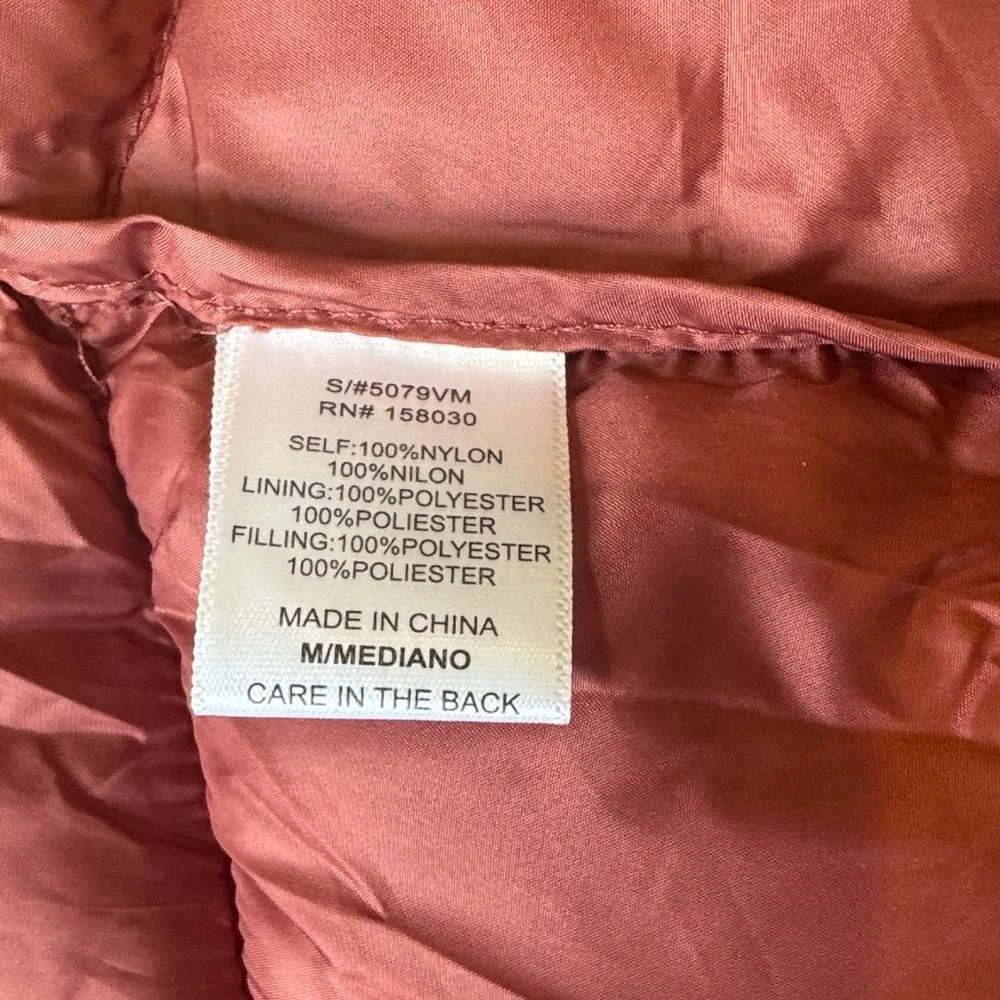 S/#5079VM
RN# 158030
SELF:100%NYLON
100%NILON
LINING:100%POLYESTER
100%POLIESTER
FILLING:100%POLYESTER
100%POLIESTER
MADE IN CHINA
M/MEDIANO
CARE IN THE BACK